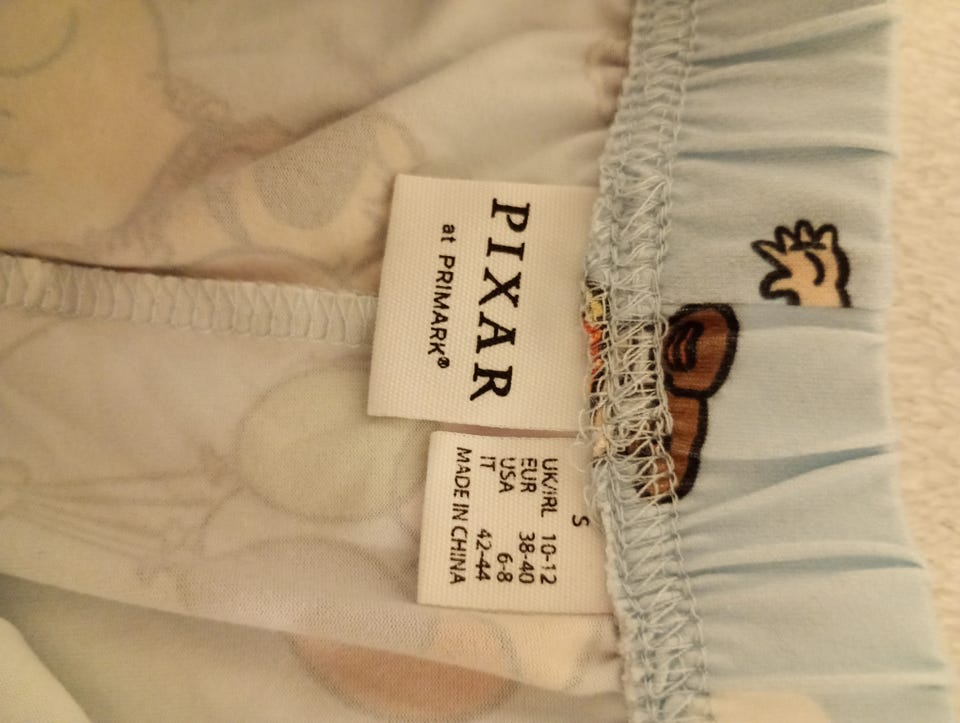 PIXAR
at PRIMARK®
S
UK/IRL 10-12
EUR 38-40
USA 6-8
IT 42-44
MADE IN CHINA